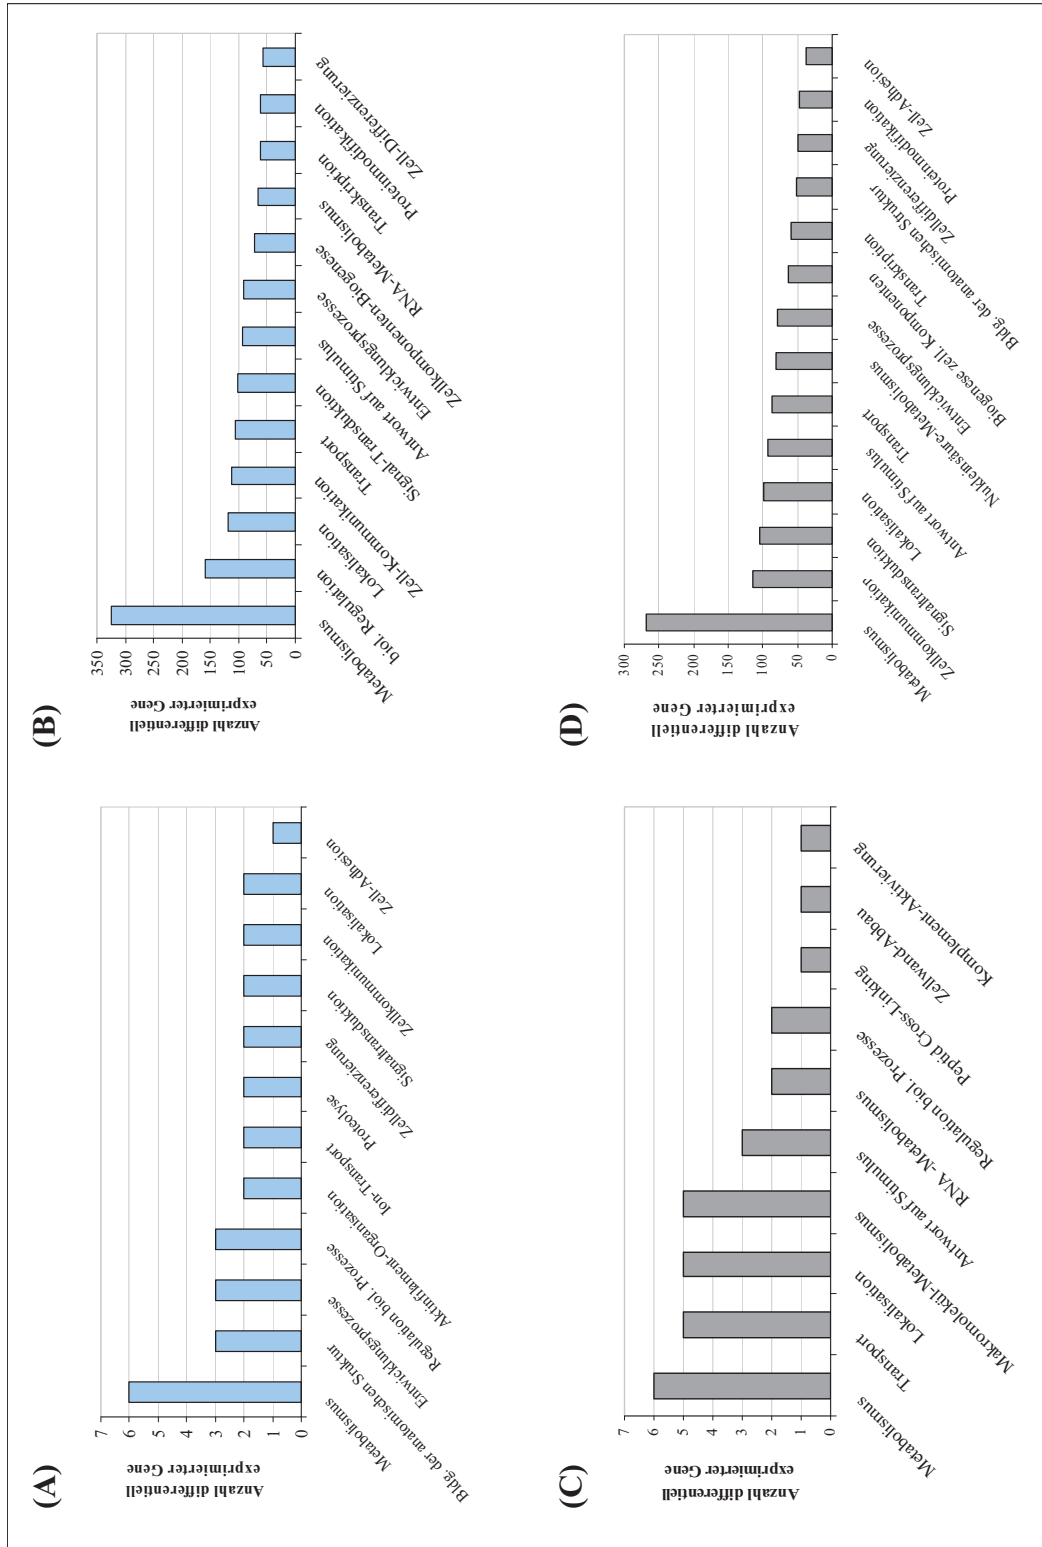 (A)
Anzahl differentiell
exprimierter Gene
7
6
5
4
3
2
1
0
Metabolismus
Bldg. der anatomischen Sruktur
Entwicklungsprozesse
Regulation biol. Prozesse
Aktinfilament-Organisation
Ion-Transport
Proteolyse
Zelldifferenzierung
Signaltransduktion
Zellkommunikation
Lokalisation
Zell-Adhesion
(B)
Anzahl differentiell
exprimierter Gene
350
300
250
200
150
100
50
0
Metabolismus
biol. Regulation
Lokalisation
Zell-Kommunikation
Transport
Signal-Transduktion
Antwort auf Stimulus
Entwicklungsprozesse
Zellkomponenten-Biogenese
RNA-Metabolismus
Transkription
Proteinmodifikation
Zell-Differenzierung
(C)
Anzahl differentiell
exprimierter Gene
7
6
5
4
3
2
1
0
Metabolismus
Transport
Lokalisation
Makromolekül-Metabolismus
Antwort auf Stimulus
RNA -Metabolismus
Regulation biol. Prozesse
Peptid Cross-Linking
Zellwand-Abbau
Komplement-Aktivierung
(D)
Anzahl differentiell
exprimierter Gene
300
250
200
150
100
50
0
Metabolismus
Zellkommunikation
Signaltransduktion
Lokalisation
Antwort auf Stimulus
Transport
Nukleinsäure-Metabolismus
Entwicklungsprozesse
Biogenese zell. Komponenten
Transkription
Bldg. der anatomischen Struktur
Zelldifferenzierung
Proteinmodifikation
Zell-Adhesion